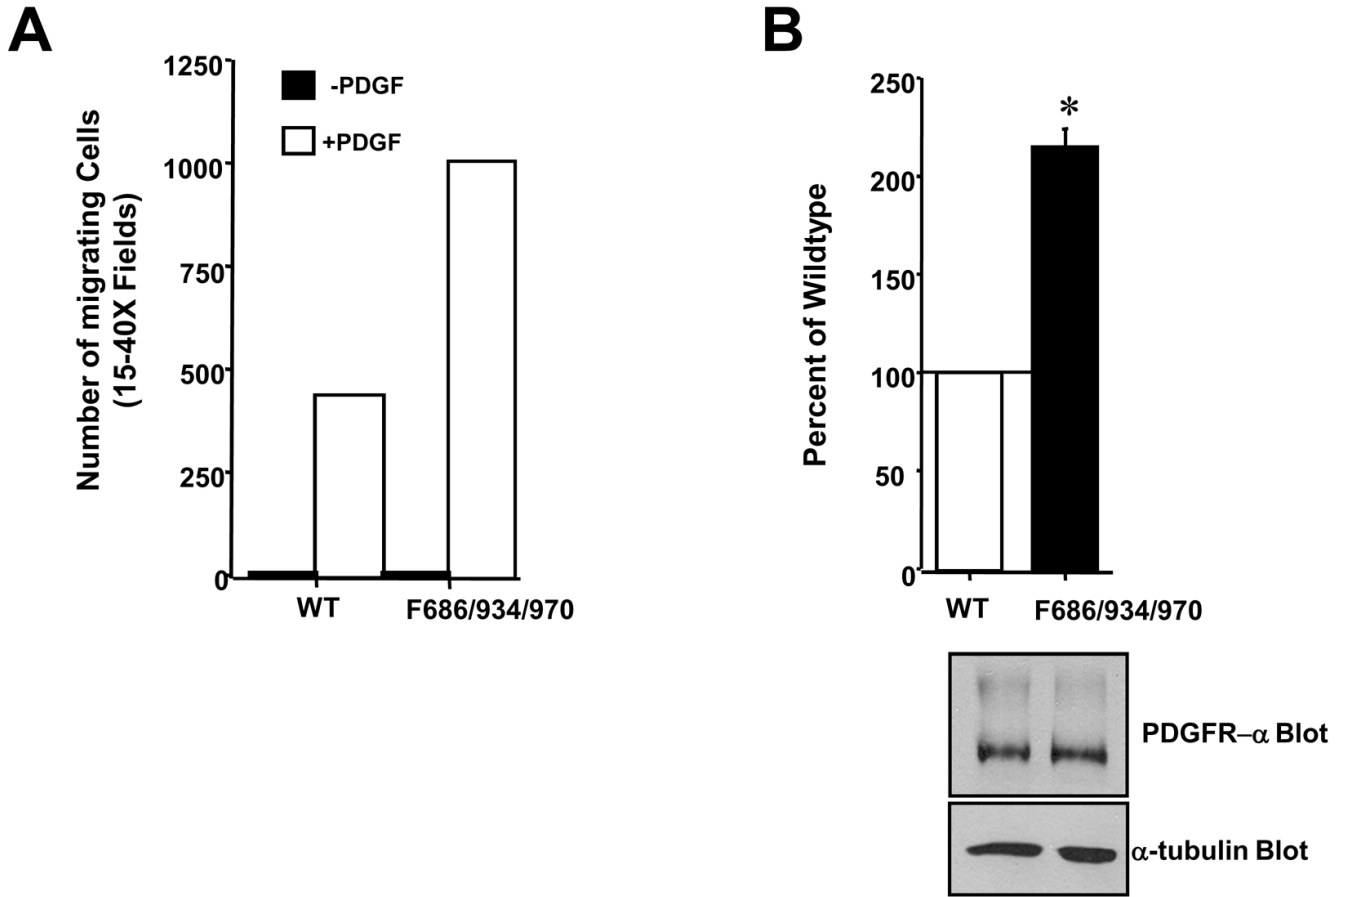 A
1250
1000
750
500
250
0
Number of migrating Cells
(15-40X Fields)
-PDGF
+PDGF
WT
F686/934/970
B
250
200
150
100
50
0
Percent of Wildtype
*
WT
F686/934/970
PDGFR–α Blot
α-tubulin Blot